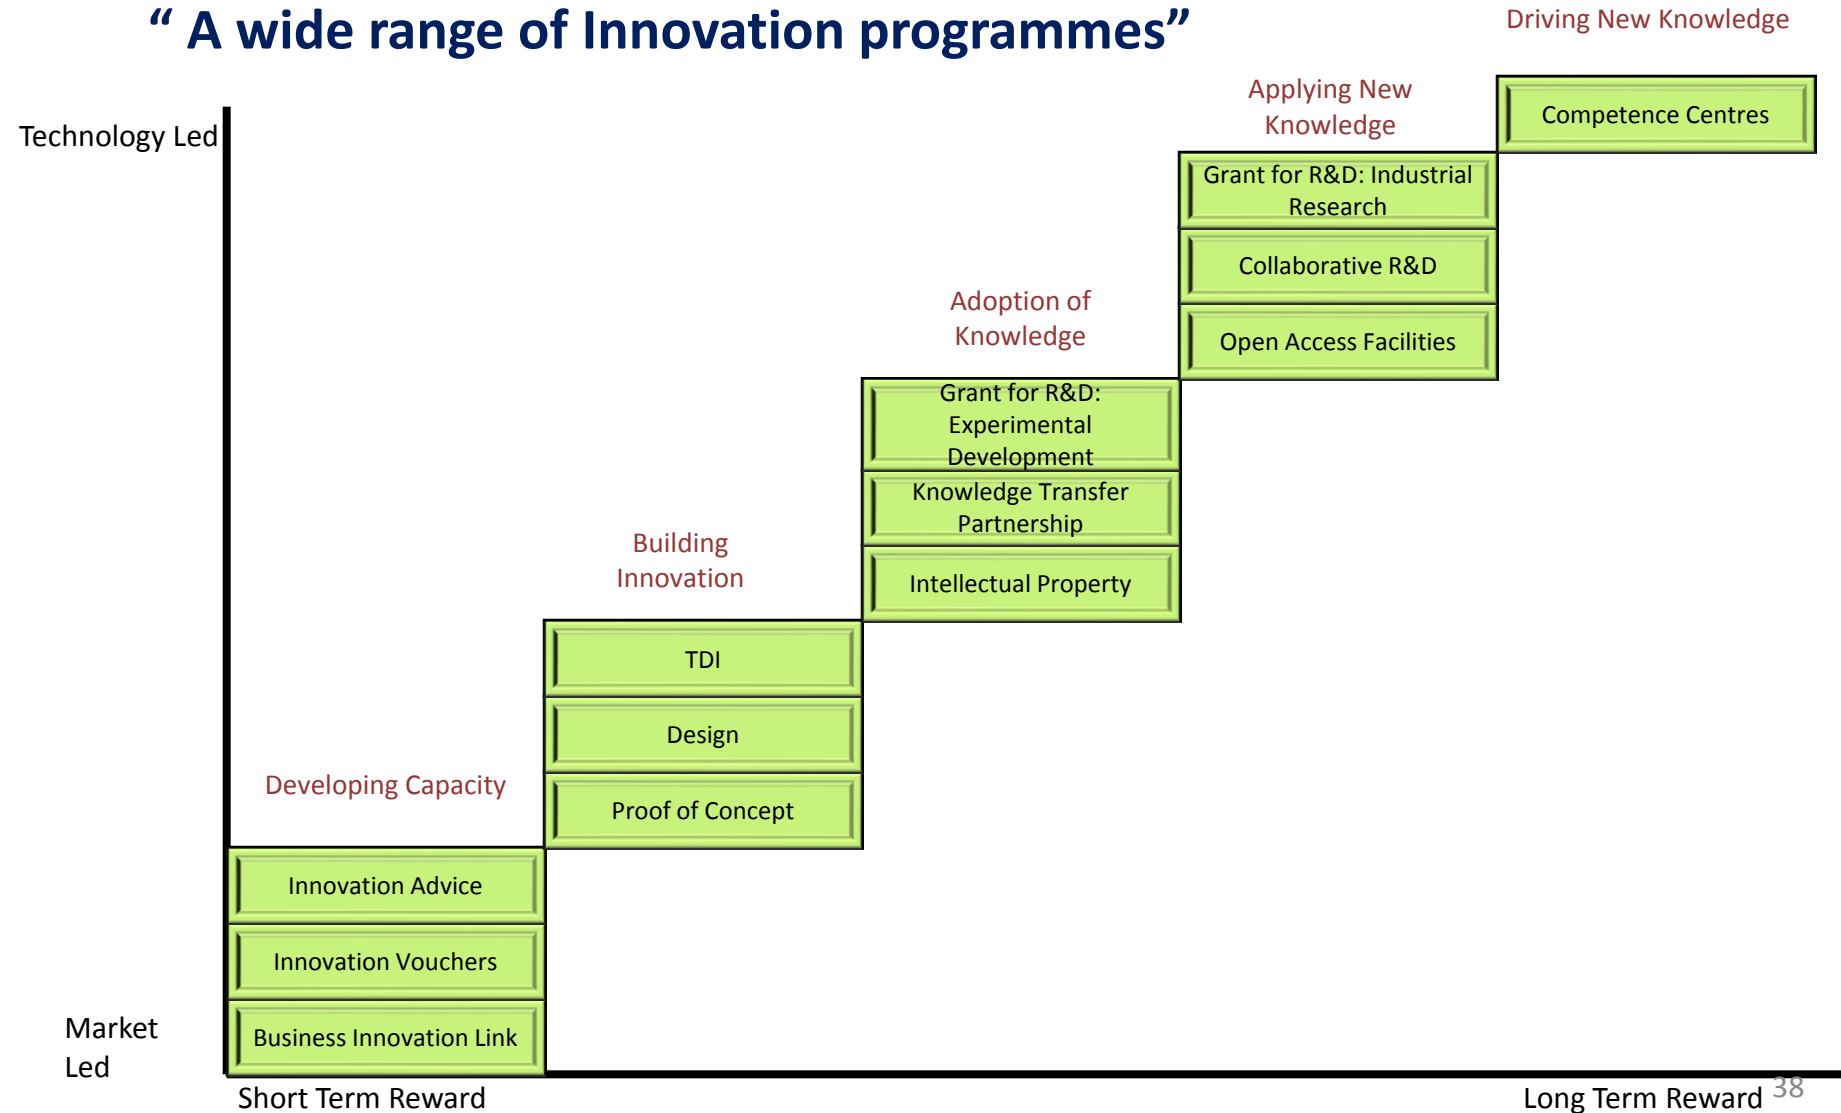 “ A wide range of Innovation programmes”
Driving New Knowledge
Competence Centres
Applying New
Knowledge
Grant for R&D: Industrial
Research
Collaborative R&D
Open Access Facilities
Adoption of
Knowledge
Grant for R&D:
Experimental
Development
Knowledge Transfer
Partnership
Intellectual Property
Building
Innovation
TDI
Design
Proof of Concept
Developing Capacity
Innovation Advice
Innovation Vouchers
Business Innovation Link
Technology Led
Market
Led
Short Term Reward
Long Term Reward
38